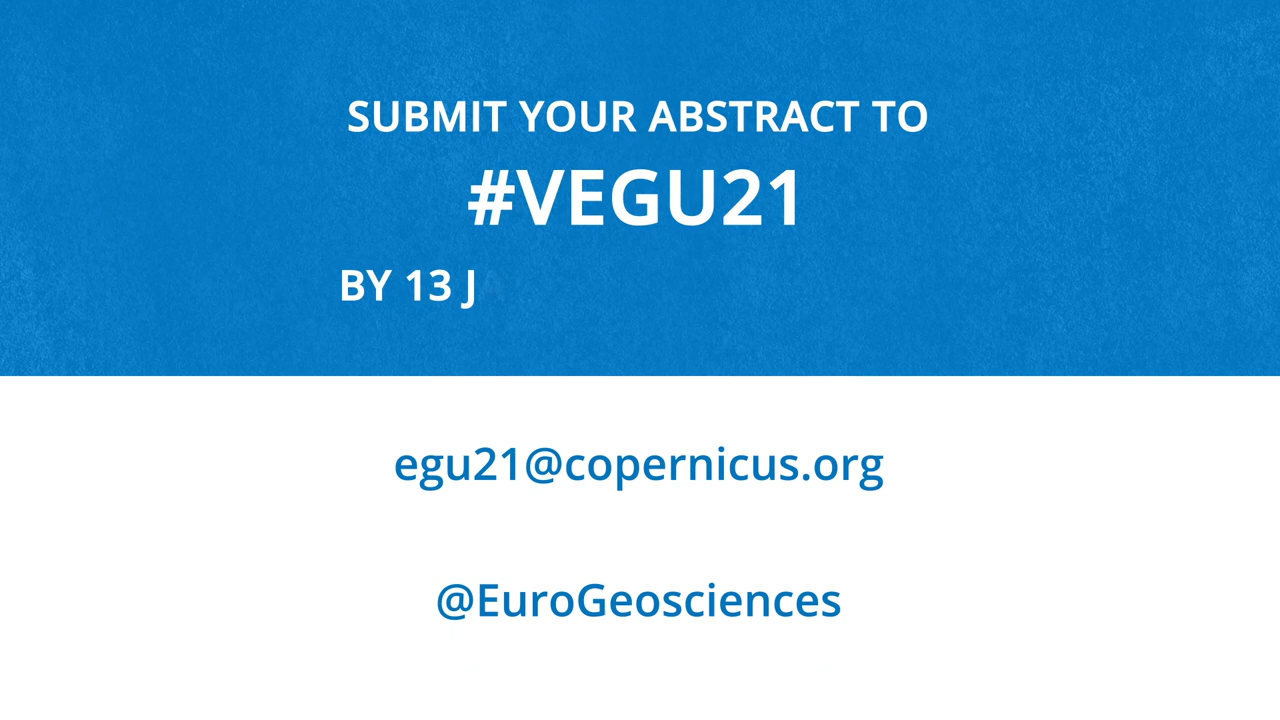 SUBMIT YOUR ABSTRACT TO
#VEGU21
BY 13 J
egu21@copernicus.org
@EuroGeosciences